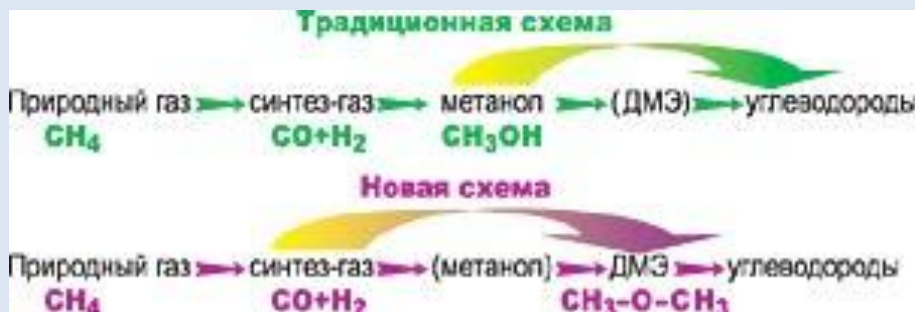 Традиционная схема
Природный газ синтез-газ метанол (ДМЭ) углеводороды
CH₄ CO+H₂ CH₃OH
Новая схема
Природный газ синтез-газ (метанол) ДМЭ углеводороды
CH₄ CO+H₂ CH₃-O-CH₃